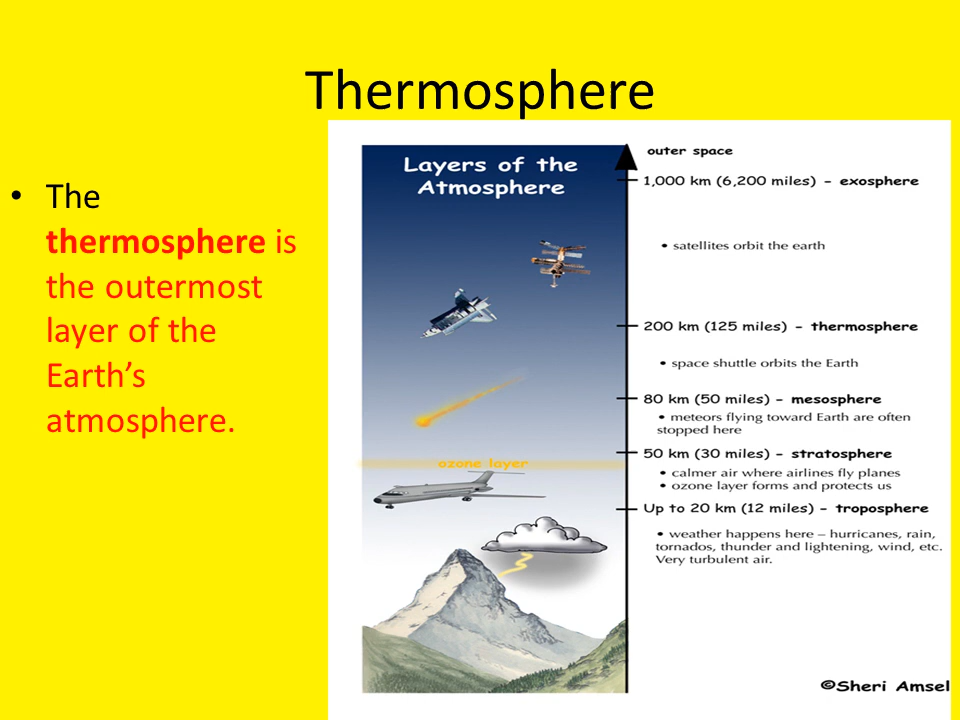 Thermosphere
• The
thermosphere is
the outermost
layer of the
Earth’s
atmosphere.
Layers of the
Atmosphere
ozone layer
outer space
1,000 km (6,200 miles) - exosphere
• satellites orbit the earth
200 km (125 miles) - thermosphere
• space shuttle orbits the Earth
80 km (50 miles) - mesosphere
• meteors flying toward Earth are often
stopped here
50 km (30 miles) - stratosphere
• calmer air where airlines fly planes
• ozone layer forms and protects us
Up to 20 km (12 miles) - troposphere
• weather happens here – hurricanes, rain,
tornados, thunder and lightening, wind, etc.
Very turbulent air.
©Sheri Amsel